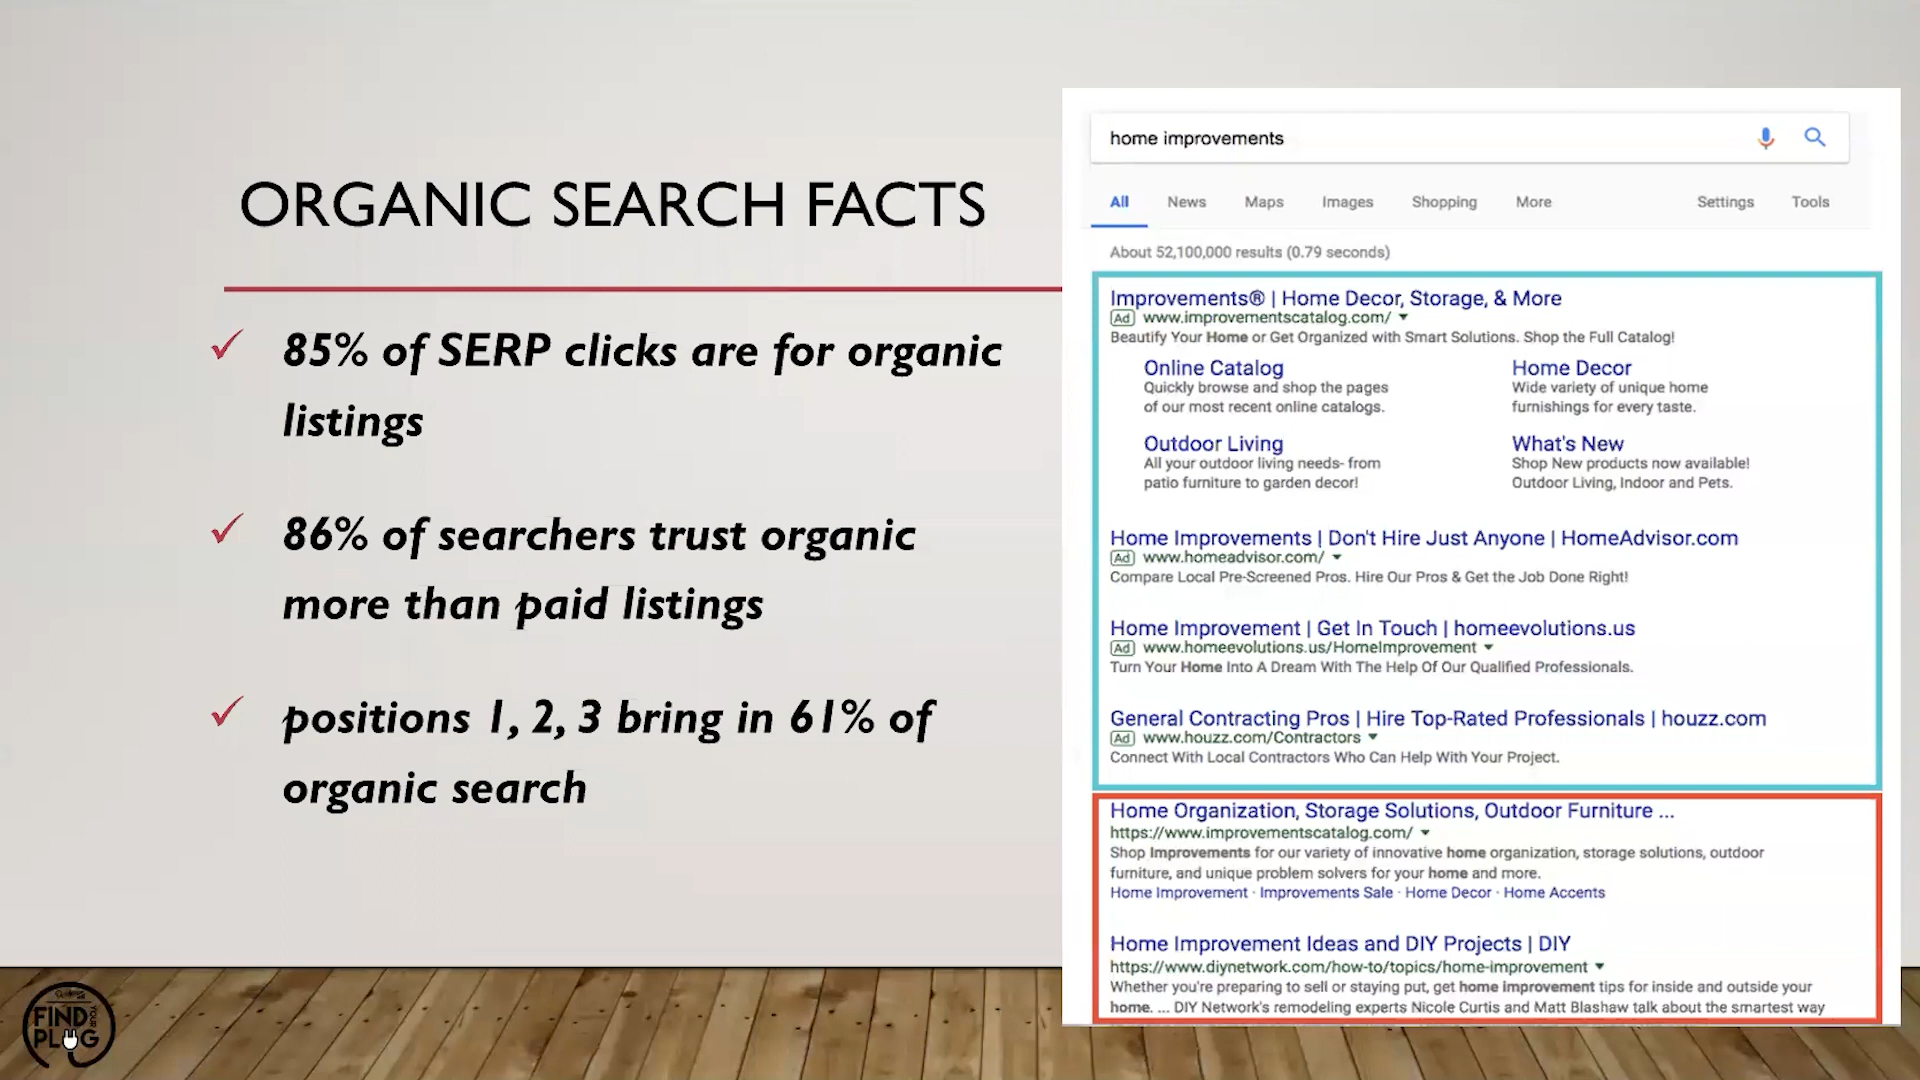 ORGANIC SEARCH FACTS
85% of SERP clicks are for organic
listings
86% of searchers trust organic
more than paid listings
positions 1, 2, 3 bring in 61% of
organic search
home improvements
All News Maps Images Shopping More Settings Tools
About 52,100,000 results (0.79 seconds)
Improvements® | Home Decor, Storage, & More
Ad www.improvementscatalog.com/
Beautify Your Home or Get Organized with Smart Solutions. Shop the Full Catalog!
Online Catalog
Quickly browse and shop the pages
of our most recent online catalogs.
Home Decor
Wide variety of unique home
furnishings for every taste.
Outdoor Living
All your outdoor living needs- from
patio furniture to garden decor!
What's New
Shop New products now available!
Outdoor Living, Indoor and Pets.
Home Improvements | Don't Hire Just Anyone | HomeAdvisor.com
Ad www.homeadvisor.com/
Compare Local Pre-Screened Pros. Hire Our Pros & Get the Job Done Right!
Home Improvement | Get In Touch | homeevolutions.us
Ad www.homeevolutions.us/HomeImprovement
Turn Your Home Into A Dream With The Help Of Our Qualified Professionals.
General Contracting Pros | Hire Top-Rated Professionals | houzz.com
Ad www.houzz.com/Contractors
Connect With Local Contractors Who Can Help With Your Project.
Home Organization, Storage Solutions, Outdoor Furniture ...
https://www.improvementscatalog.com/
Shop Improvements for our variety of innovative home organization, storage solutions, outdoor
furniture, and unique problem solvers for your home and more.
Home Improvement · Improvements Sale · Home Decor · Home Accents
Home Improvement Ideas and DIY Projects | DIY
https://www.diynetwork.com/how-to/topics/home-improvement
Whether you're preparing to sell or staying put, get home improvement tips for inside and outside your
home. ... DIY Network's remodeling experts Nicole Curtis and Matt Blashaw talk about the smartest way
FIND YOUR
PLUG